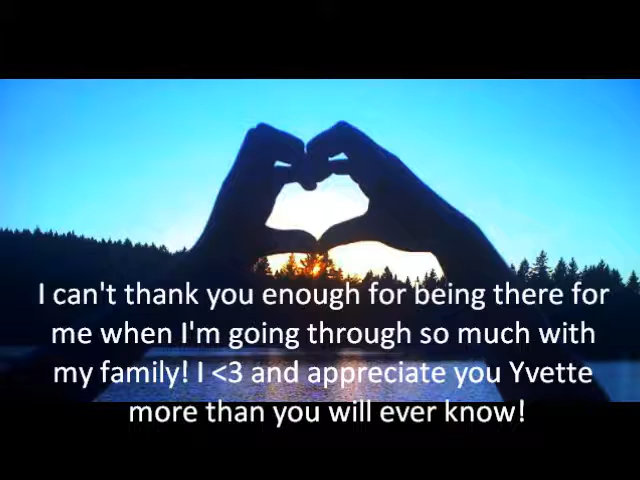 I can't thank you enough for being there for
me when I'm going through so much with
my family! I <3 and appreciate you Yvette
more than you will ever know!